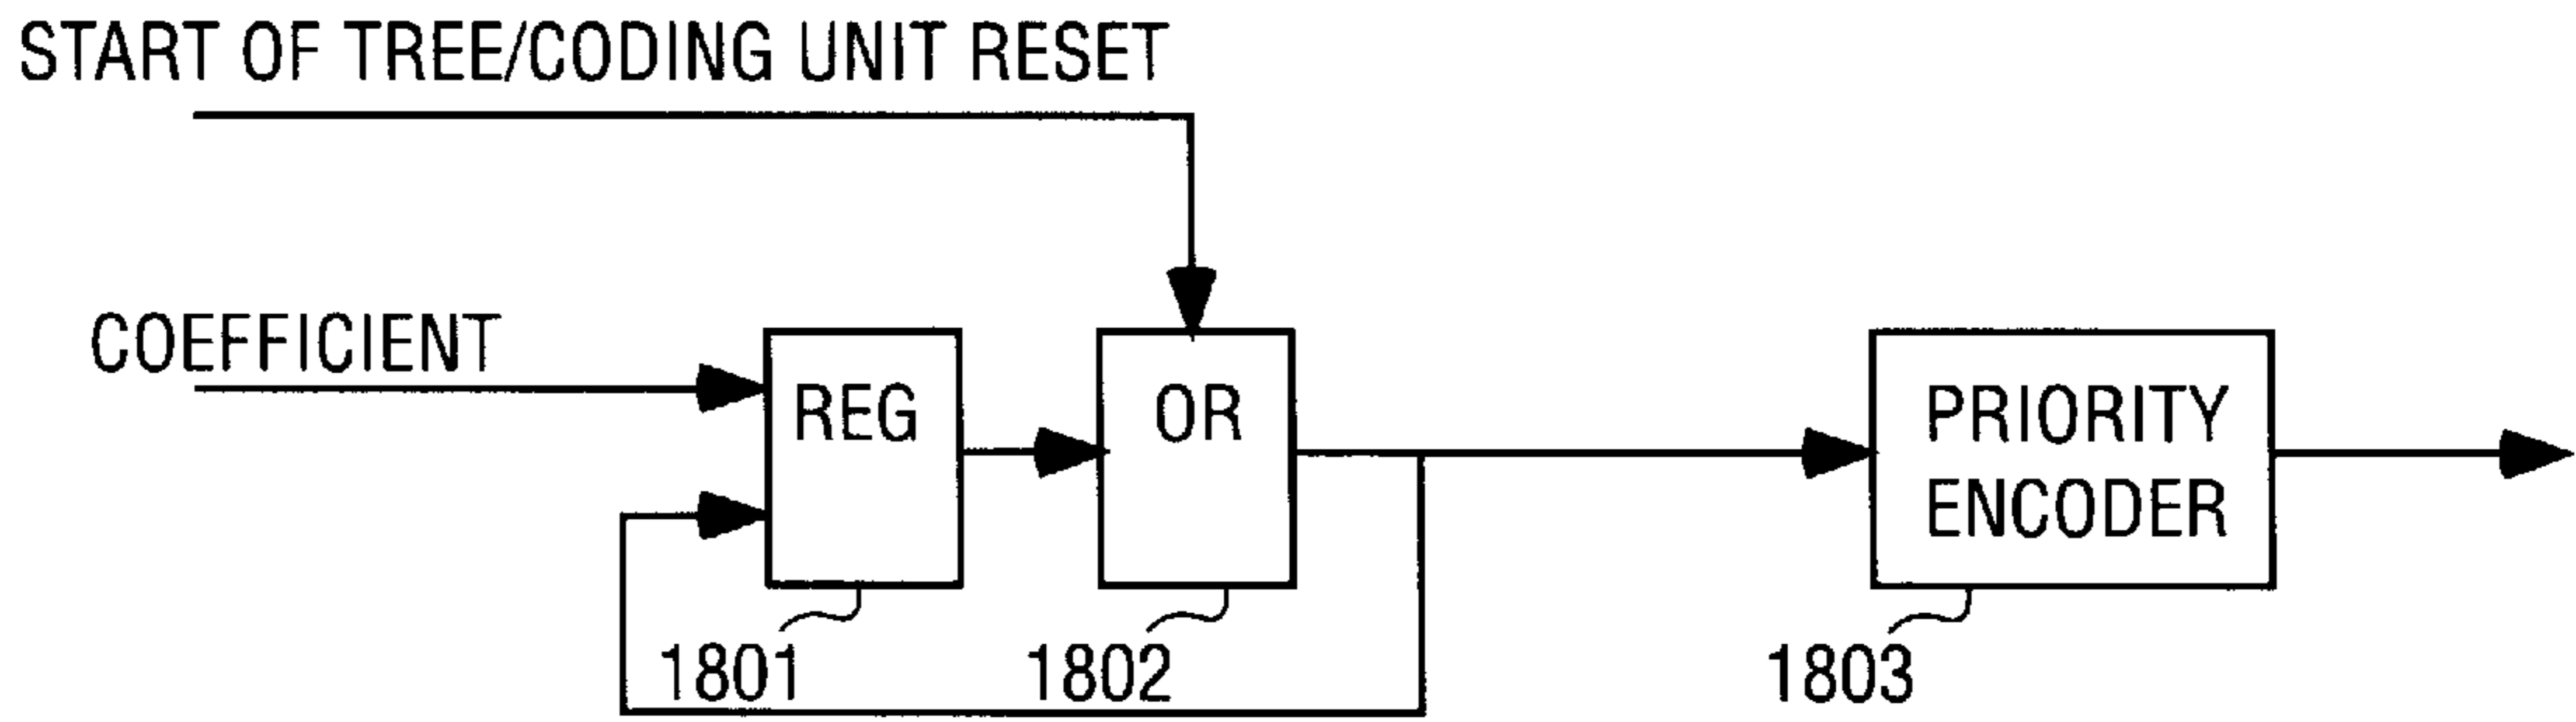 START OF TREE/CODING UNIT RESET
COEFFICIENT
REG
OR
PRIORITY
ENCODER
1801
1802
1803